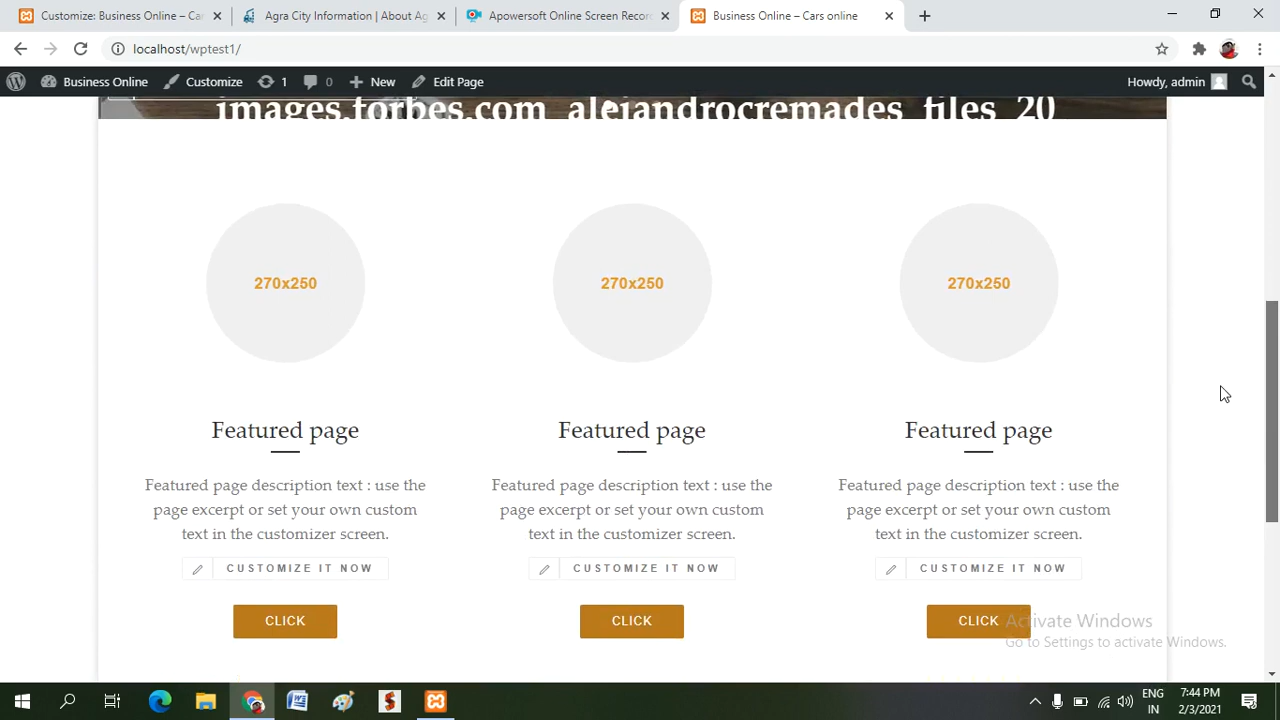 Customize: Business Online – Car
Agra City Information | About Ag
Apowersoft Online Screen Recor
Business Online – Cars online
localhost/wptest1/
Business Online
Customize
1
0
New
Edit Page
Howdy, admin
images.forbes.com_alejandrocremades_files_20
270x250
270x250
270x250
Featured page
Featured page
Featured page
Featured page description text : use the
page excerpt or set your own custom
text in the customizer screen.
Featured page description text : use the
page excerpt or set your own custom
text in the customizer screen.
Featured page description text : use the
page excerpt or set your own custom
text in the customizer screen.
CUSTOMIZE IT NOW
CUSTOMIZE IT NOW
CUSTOMIZE IT NOW
CLICK
CLICK
CLICK
Activate Windows
Go to Settings to activate Windows.
ENG
IN
7:44 PM
2/3/2021